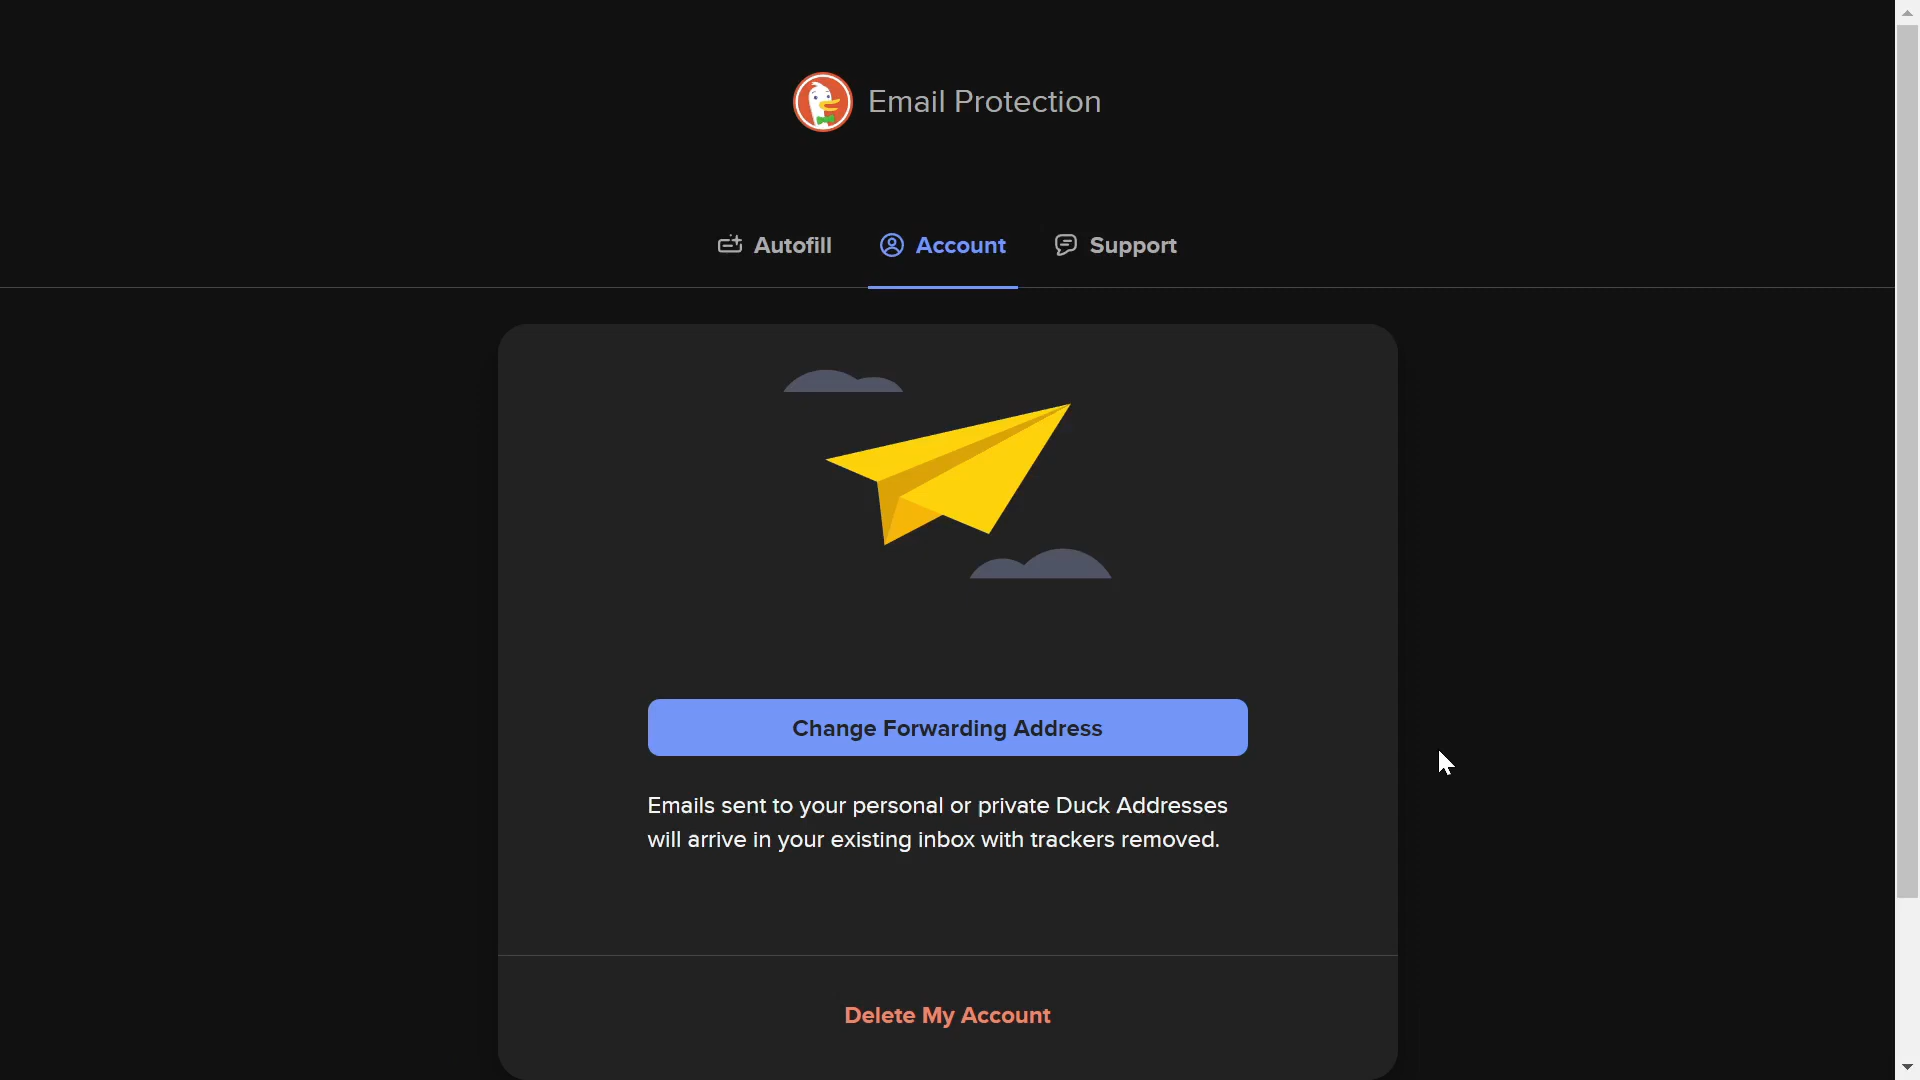 Email Protection
Autofill
Account
Support
Change Forwarding Address
Emails sent to your personal or private Duck Addresses
will arrive in your existing inbox with trackers removed.
Delete My Account